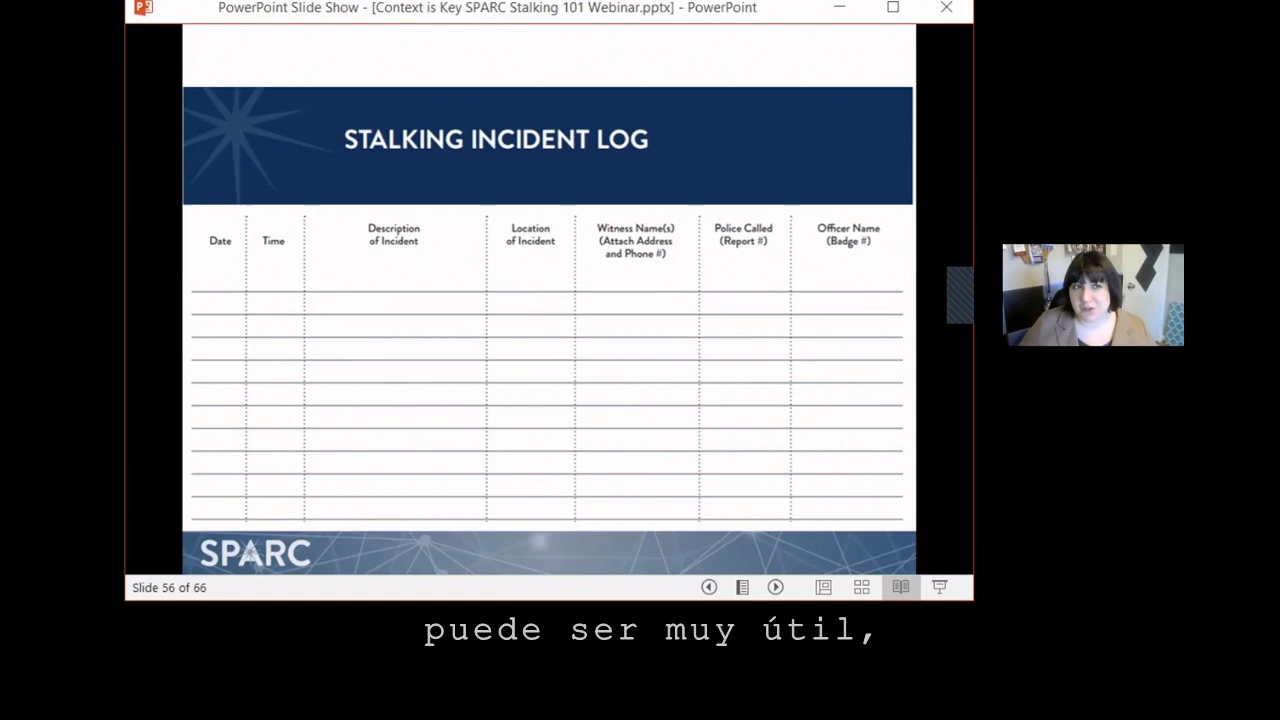 PowerPoint Slide Show - [Context is Key SPARC Stalking 101 Webinar.pptx] - PowerPoint
STALKING INCIDENT LOG
Date
Time
Description
of Incident
Location
of Incident
Witness Name(s)
(Attach Address
and Phone #)
Police Called
(Report #)
Officer Name
(Badge #)
SPARC
Slide 56 of 66
puede ser muy útil,